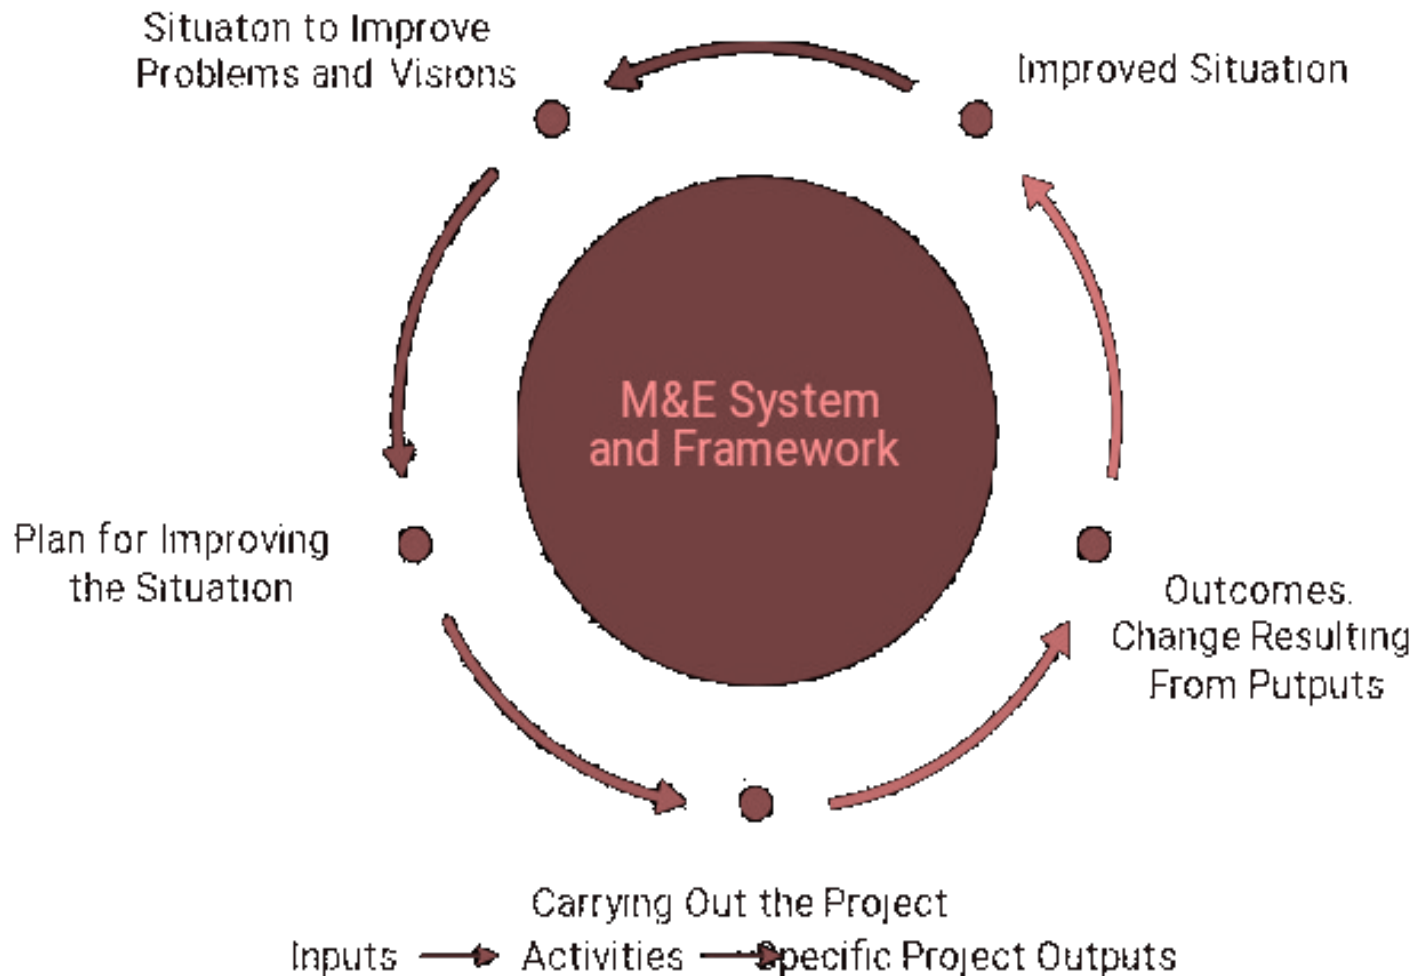 Situaton to Improve
Problems and Visions
Improved Situation
M&E System
and Framework
Plan for Improving
the Situation
Outcomes.
Change Resulting
From Putputs
Carrying Out the Project
Inputs → Activities → Specific Project Outputs